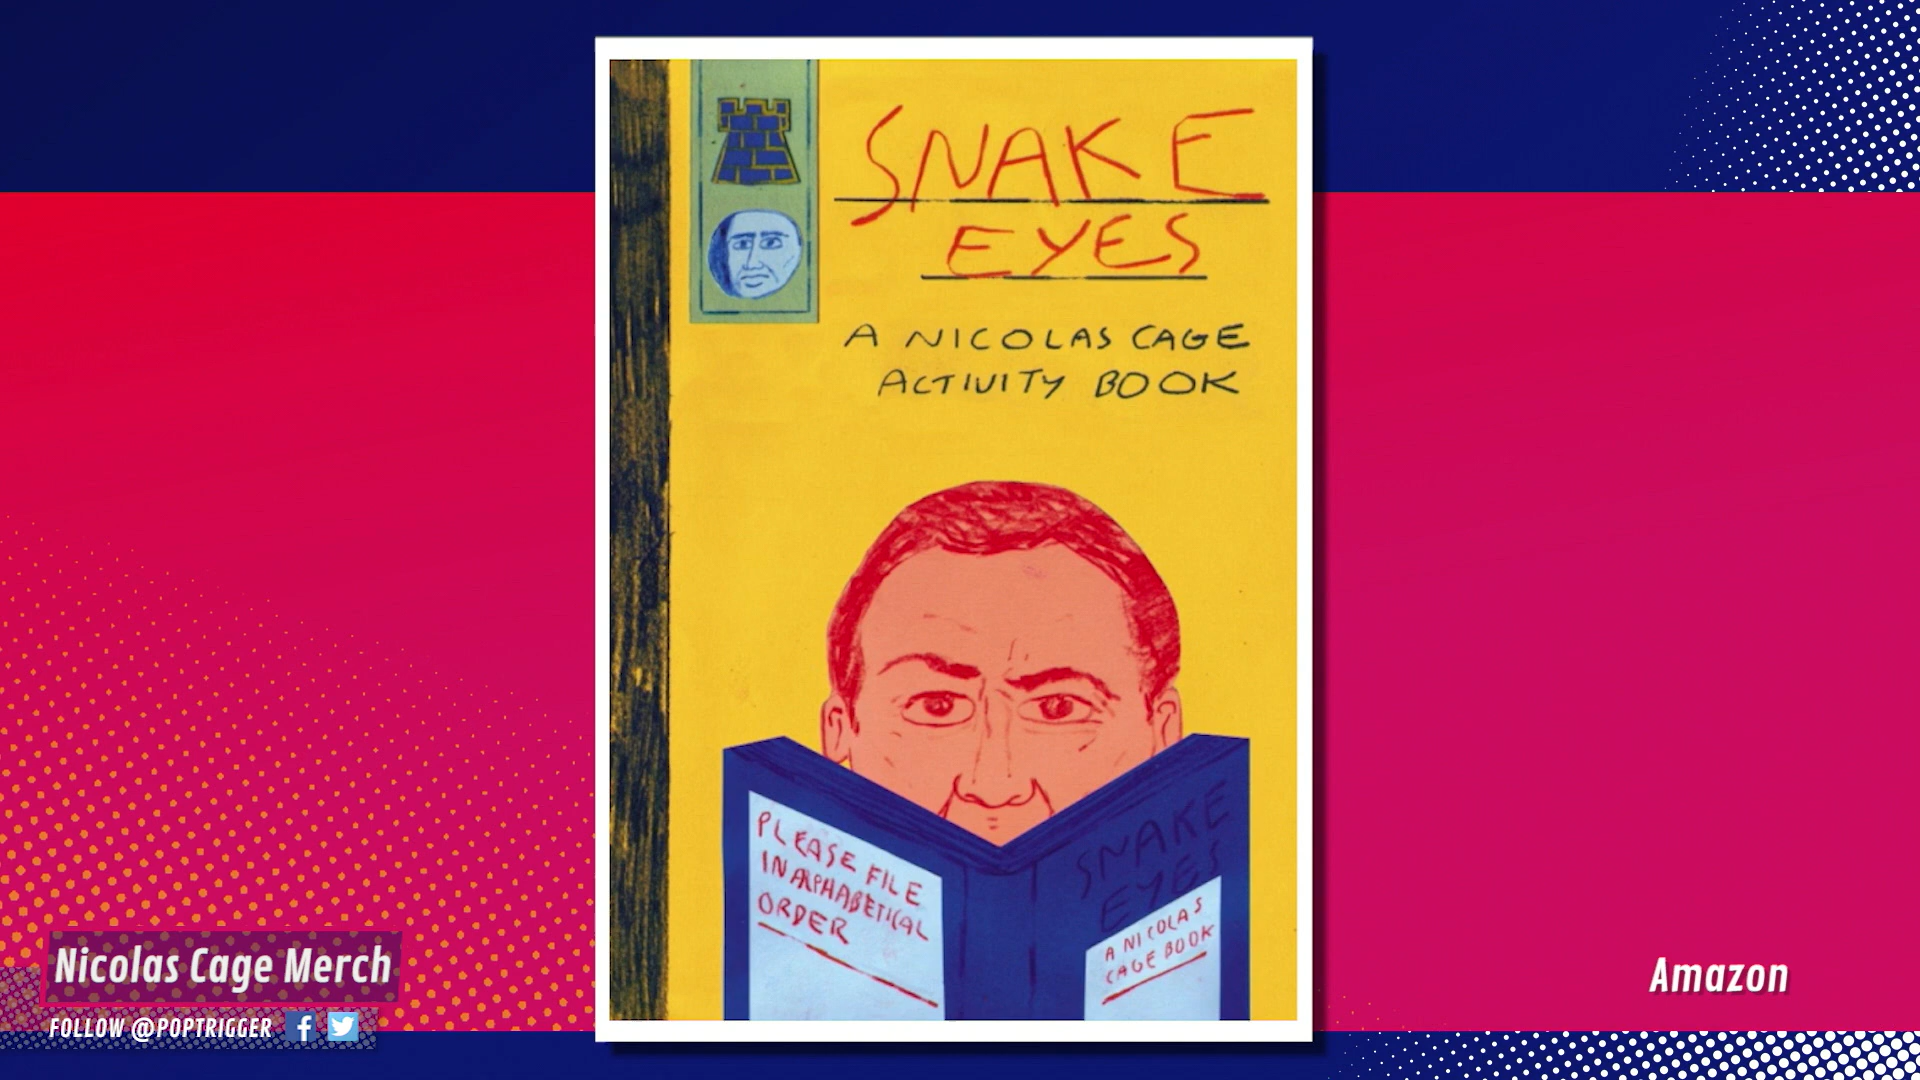 SNAKE
EYES
A NICOLAS CAGE
ACTIVITY BOOK
PLEASE FILE
IN ALPHABETICAL
ORDER
SNAKE
EYES
A NICOLAS
CAGE BOOK
Nicolas Cage Merch
FOLLOW @POPTRIGGER
Amazon